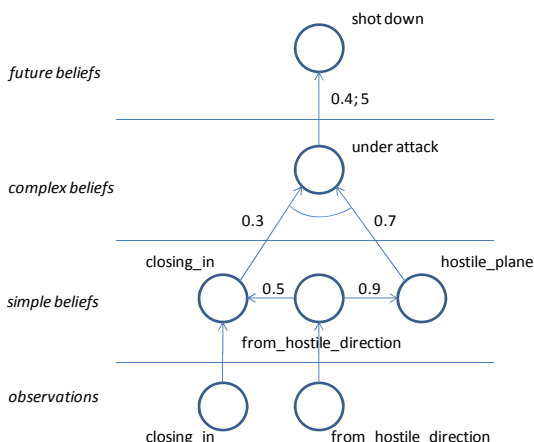 shot down
future beliefs
0.4; 5
under attack
complex beliefs
0.3
0.7
closing_in
hostile_plane
0.5
0.9
simple beliefs
from_hostile_direction
observations
closing_in
from_hostile_direction